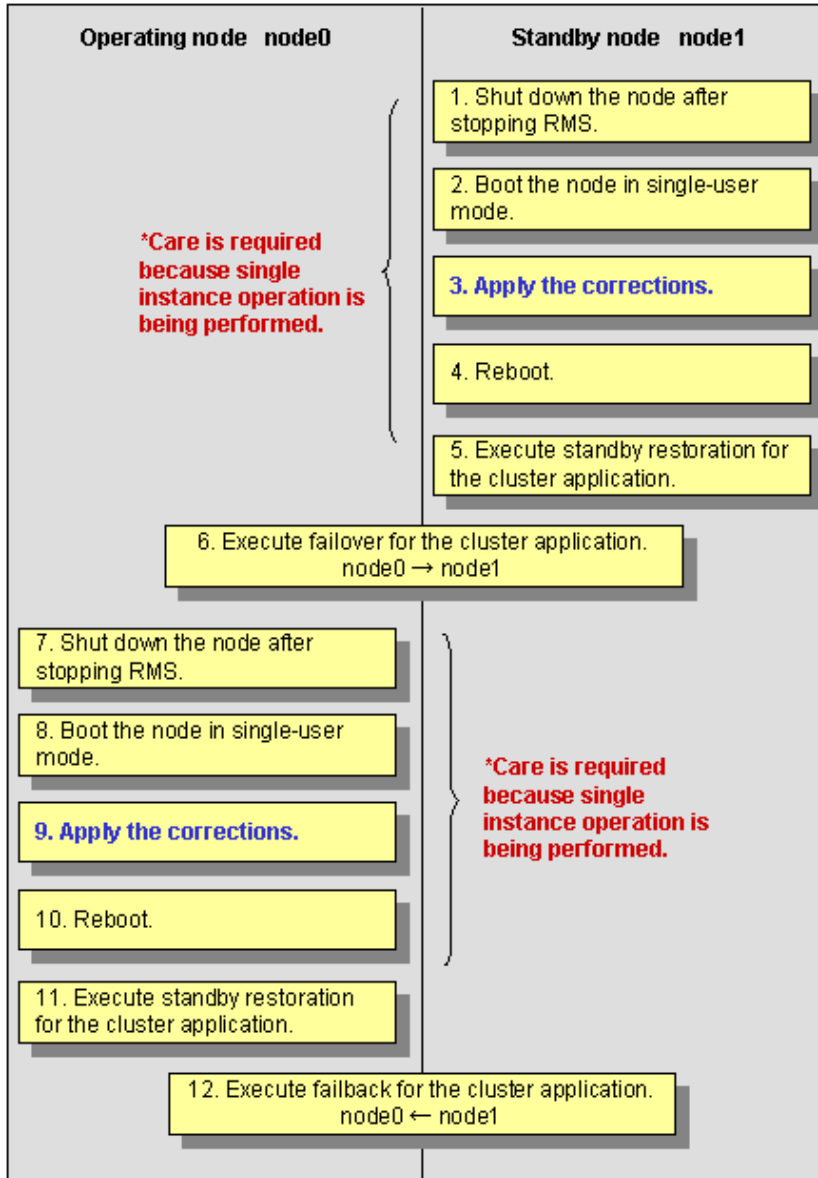 Operating node node0
Standby node node1
1. Shut down the node after
stopping RMS.
2. Boot the node in single-user
mode.
*Care is required
because single
instance operation is
being performed.
3. Apply the corrections.
4. Reboot.
5. Execute standby restoration for
the cluster application.
6. Execute failover for the cluster application.
node0 → node1
7. Shut down the node after
stopping RMS.
8. Boot the node in single-user
mode.
*Care is required
because single
instance operation is
being performed.
9. Apply the corrections.
10. Reboot.
11. Execute standby restoration
for the cluster application.
12. Execute failback for the cluster application.
node0 ← node1